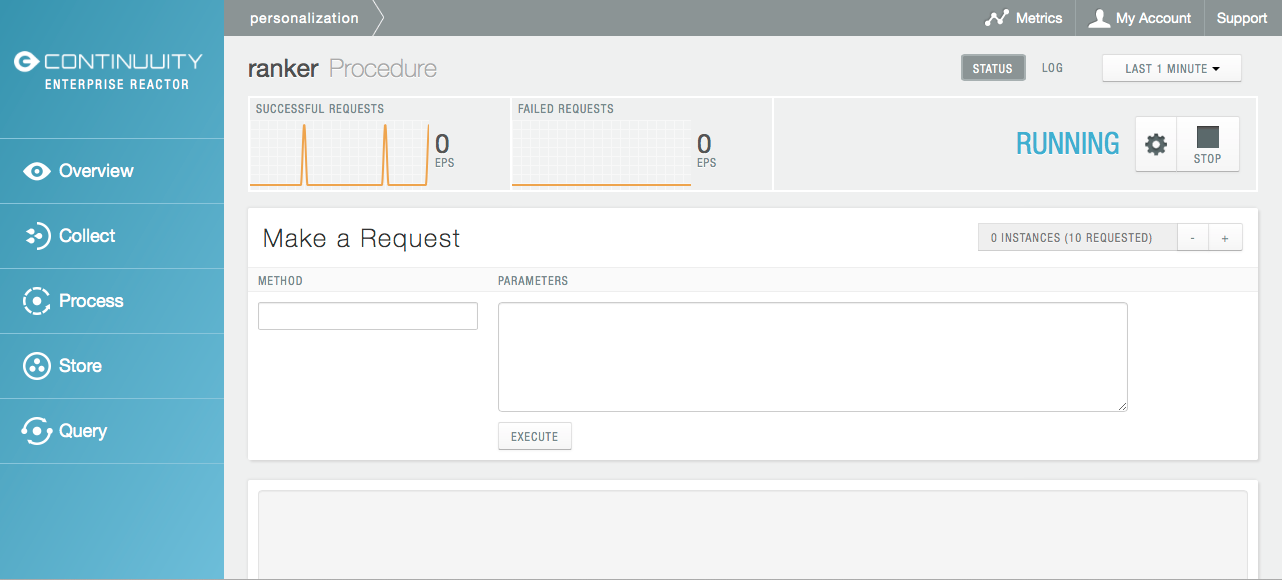 CONTINUUITY
ENTERPRISE REACTOR
Overview
Collect
Process
Store
Query
personalization
Metrics
My Account
Support
ranker Procedure
STATUS
LOG
LAST 1 MINUTE
SUCCESSFUL REQUESTS
0
EPS
FAILED REQUESTS
0
EPS
RUNNING
STOP
Make a Request
0 INSTANCES (10 REQUESTED)
-
+
METHOD
PARAMETERS
EXECUTE